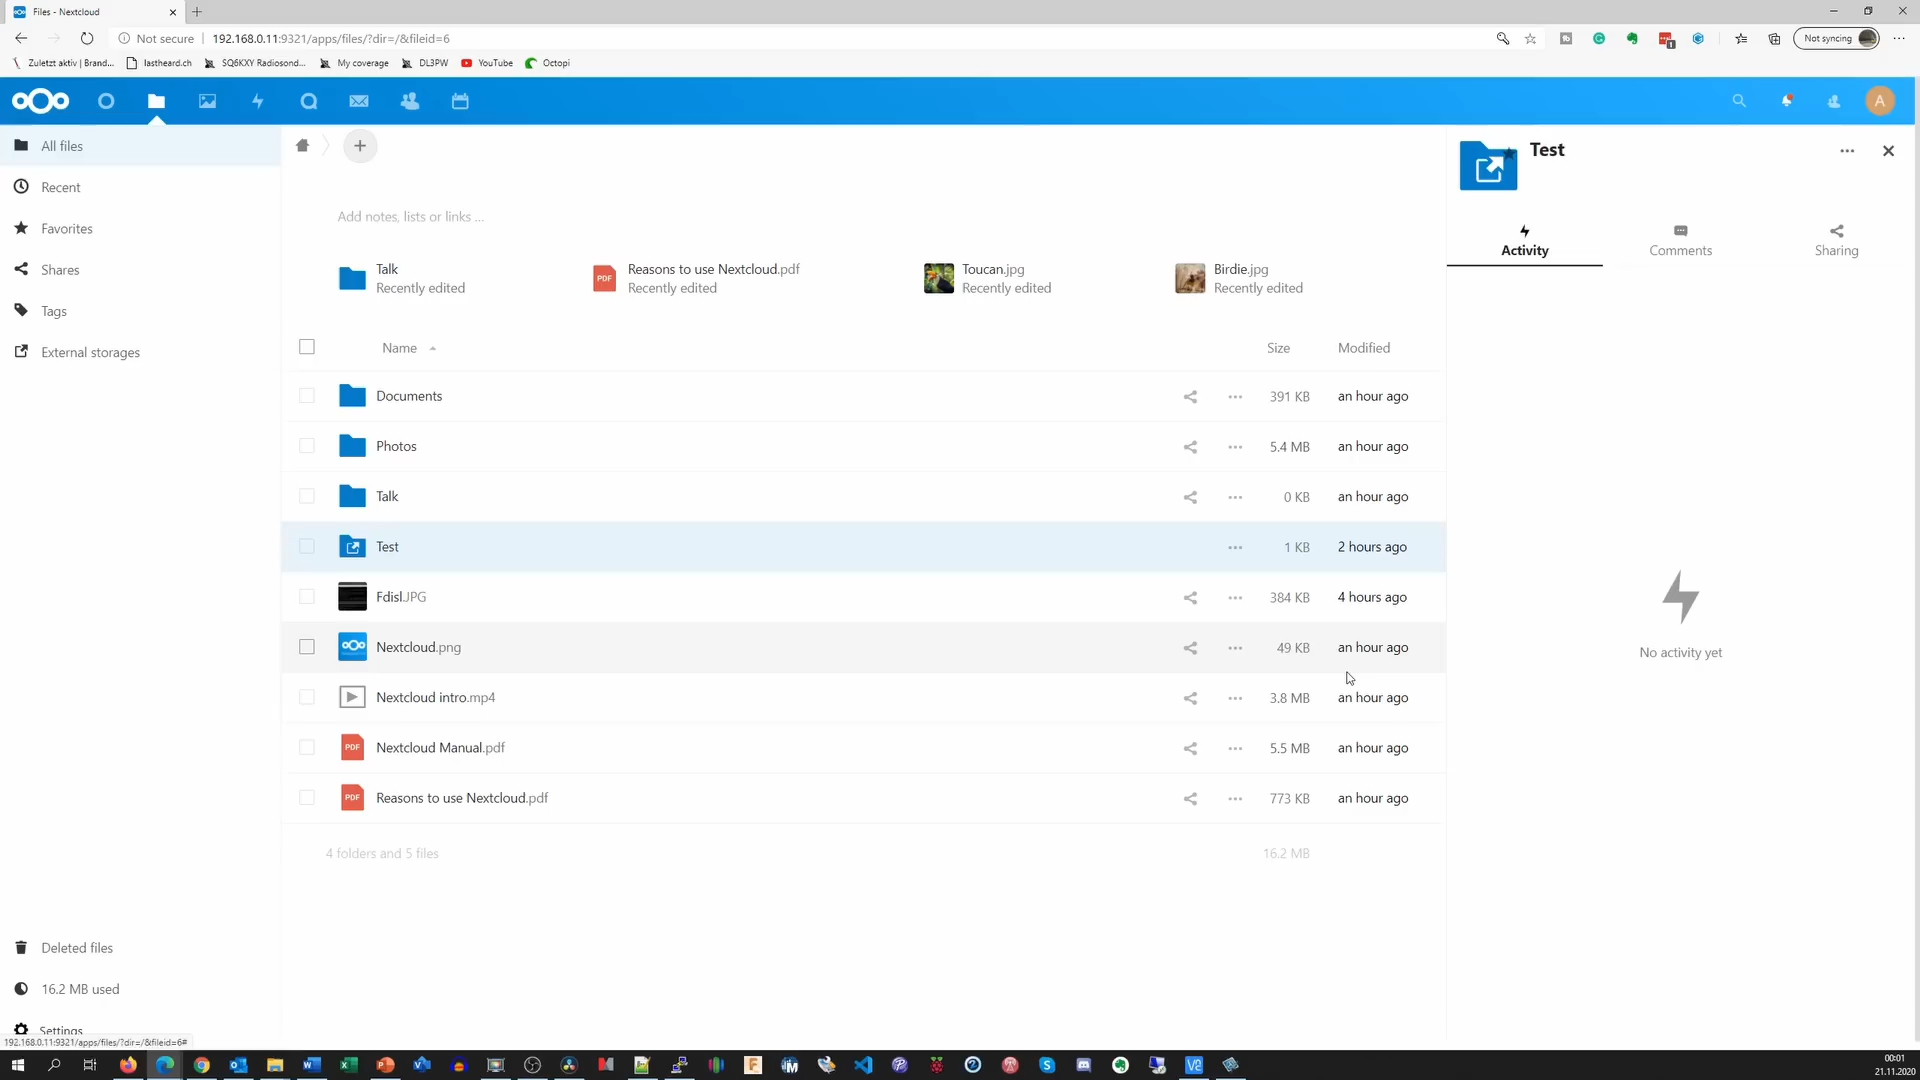 Files - Nextcloud
Not secure
192.168.0.11:9321/apps/files/?dir=/&fileid=6
Not syncing
Zuletzt aktiv | Brand...
lastheard.ch
SQ6KXY Radiosond...
My coverage
DL3PW
YouTube
Octopi
A
All files
Recent
Favorites
Shares
Tags
External storages
Add notes, lists or links ...
Talk
Recently edited
Reasons to use Nextcloud.pdf
Recently edited
Toucan.jpg
Recently edited
Birdie.jpg
Recently edited
Name
Size
Modified
Documents
391 KB
an hour ago
Photos
5.4 MB
an hour ago
Talk
0 KB
an hour ago
Test
1 KB
2 hours ago
Fdisl.JPG
384 KB
4 hours ago
Nextcloud.png
49 KB
an hour ago
Nextcloud intro.mp4
3.8 MB
an hour ago
PDF
Nextcloud Manual.pdf
5.5 MB
an hour ago
PDF
Reasons to use Nextcloud.pdf
773 KB
an hour ago
4 folders and 5 files
16.2 MB
Test
Activity
Comments
Sharing
No activity yet
Deleted files
16.2 MB used
Settings
192.168.0.11:9321/apps/files/?dir=/&fileid=6#
00:01
21.11.2020